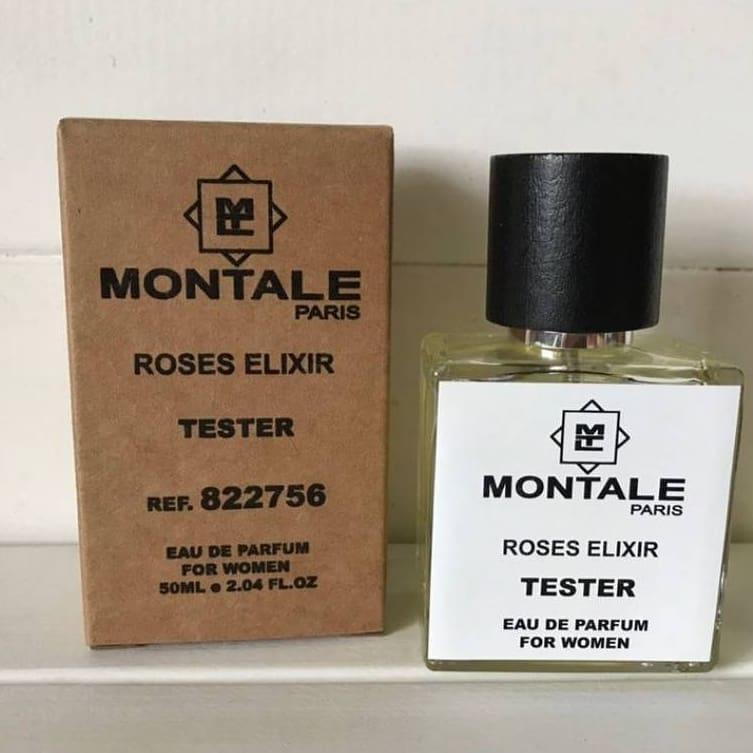 MONTALE
PARIS
ROSES ELIXIR
TESTER
REF. 822756
EAU DE PARFUM
FOR WOMEN
50ML e 2.04 FL.OZ
MONTALE
PARIS
ROSES ELIXIR
TESTER
EAU DE PARFUM
FOR WOMEN